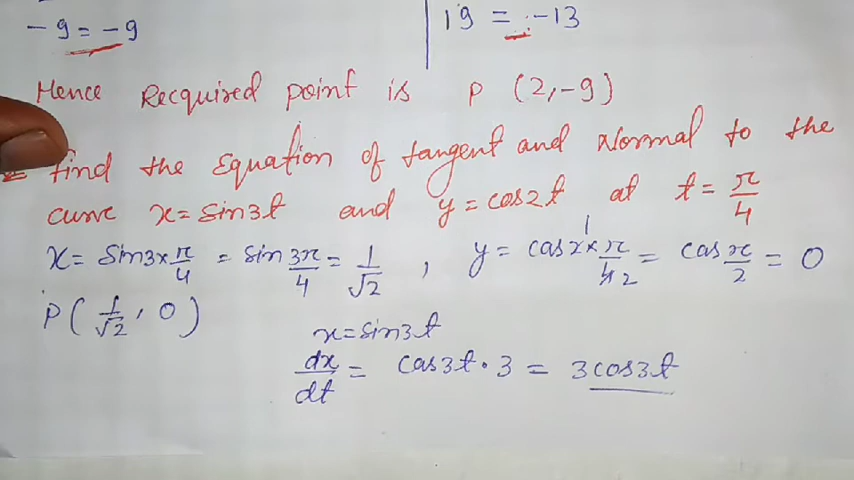 - 9 = - 9
19 = - 13
Hence Recquired point is P (2, -9)
find the Equation of tangent and Normal to the
curve x = sin3t and y = cos2t at t = π/4
x = Sin3×π/4 = sin 3π/4 = 1/√2 , y = cos2×π/4 1 2 = cos π/2 = 0
P ( 1/√2 , 0 )
x = sin3t
dx/dt = cos3t · 3 = 3cos3t